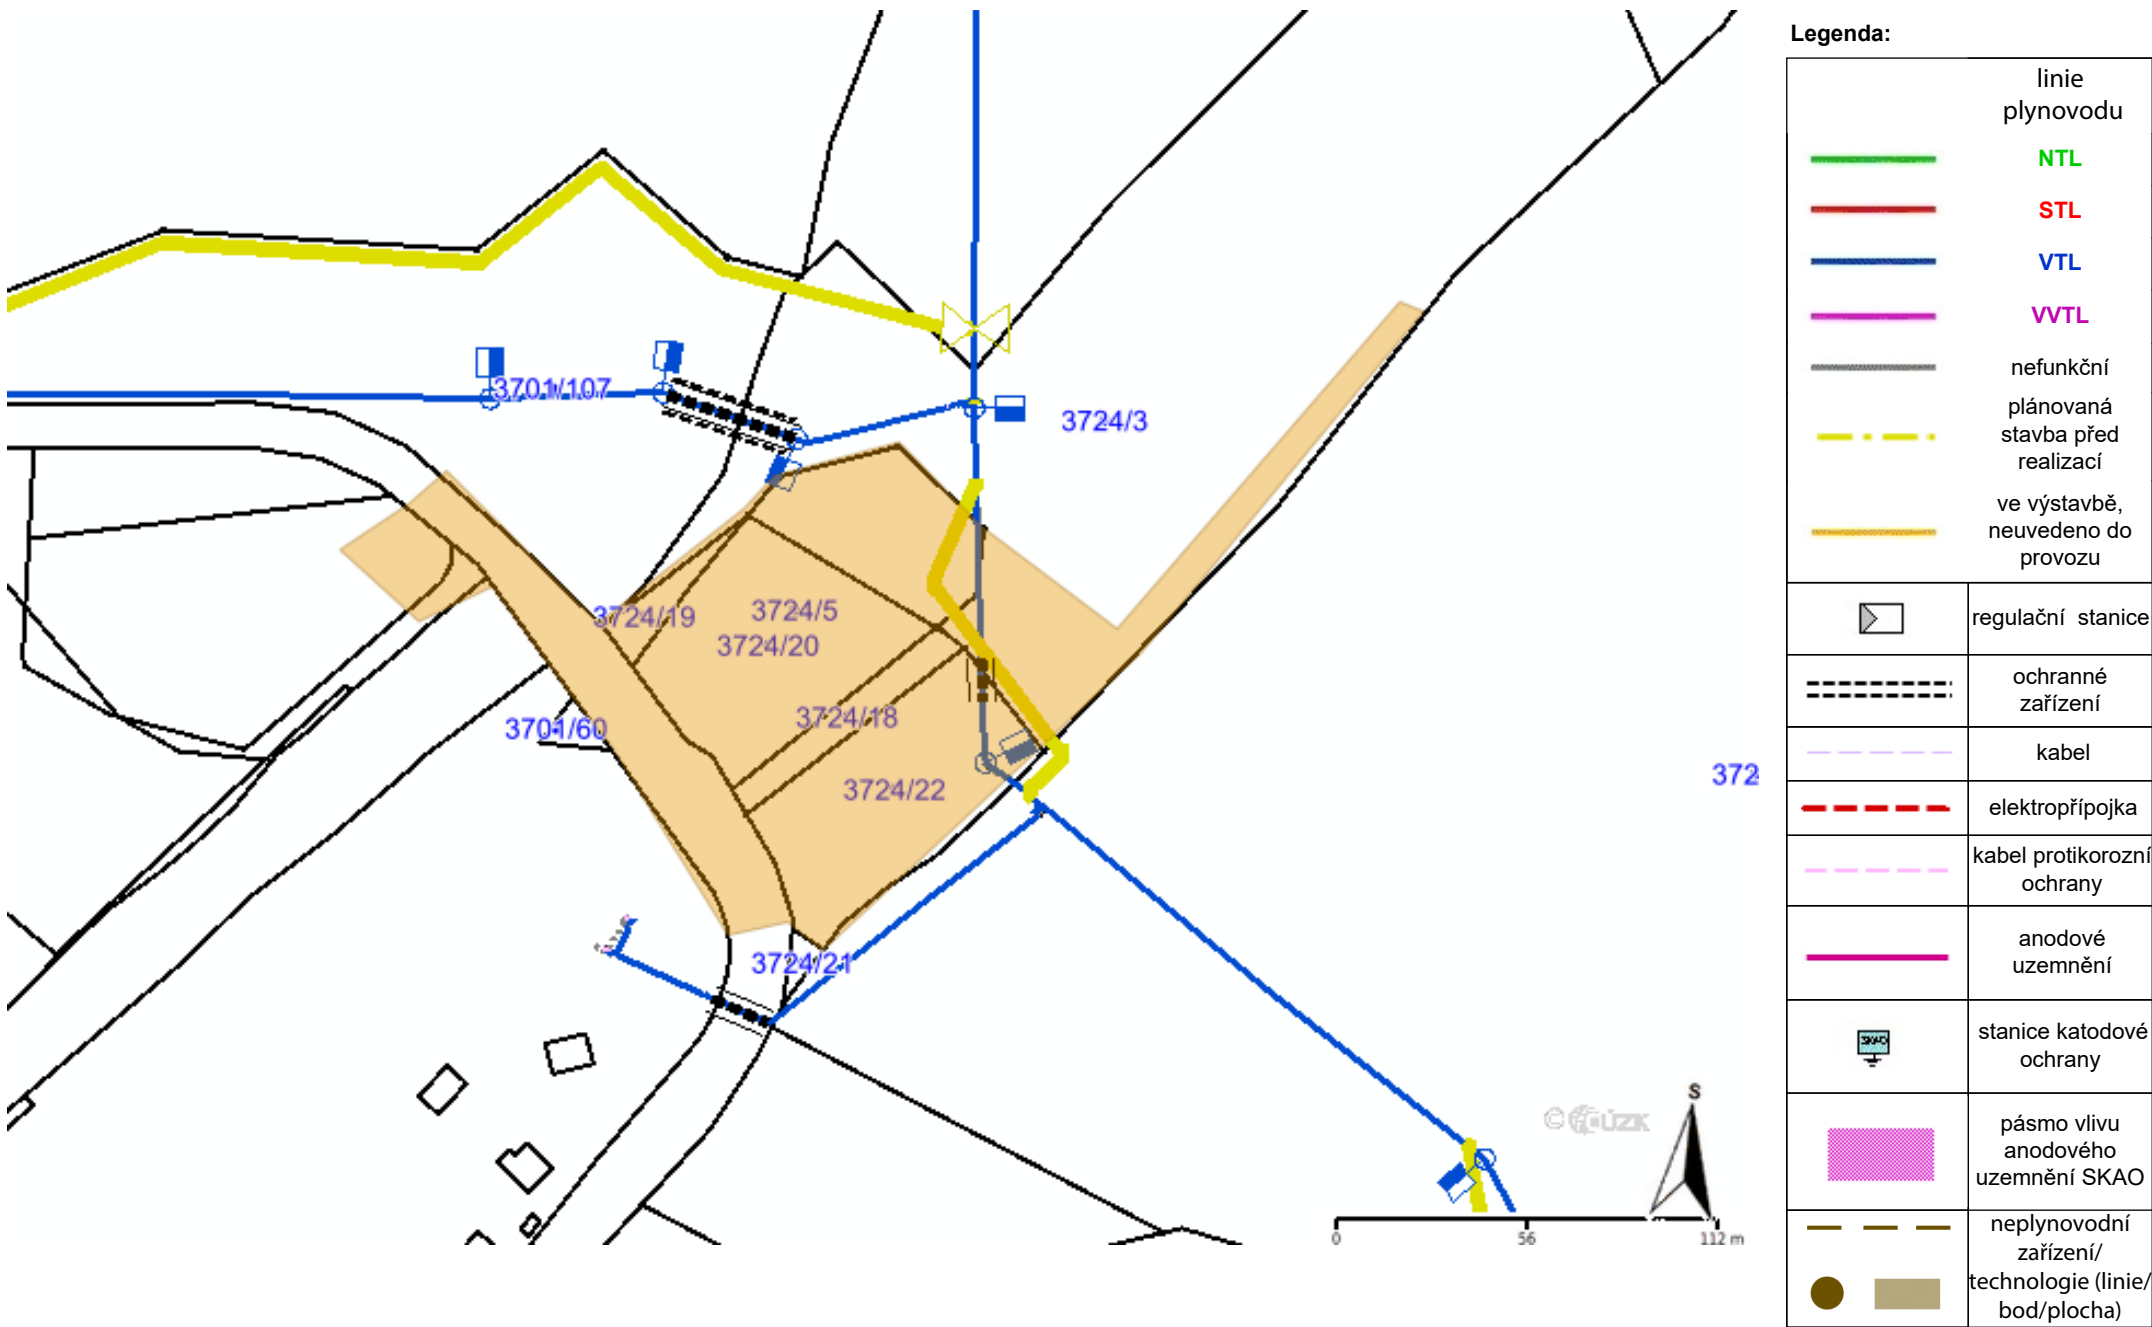 3701/107
3724/3
3724/19
3724/5
3724/20
3724/18
3701/60
3724/22
372
3724/21
© ČÚZK
S
0 56 112 m
Legenda:
linie
plynovodu
NTL
STL
VTL
VVTL
nefunkční
plánovaná
stavba před
realizací
ve výstavbě,
neuvedeno do
provozu
regulační stanice
ochranné
zařízení
kabel
elektropřípojka
kabel protikorozní
ochrany
anodové
uzemnění
SKAO
stanice katodové
ochrany
pásmo vlivu
anodového
uzemnění SKAO
neplynovodní
zařízení/
technologie (linie/
bod/plocha)